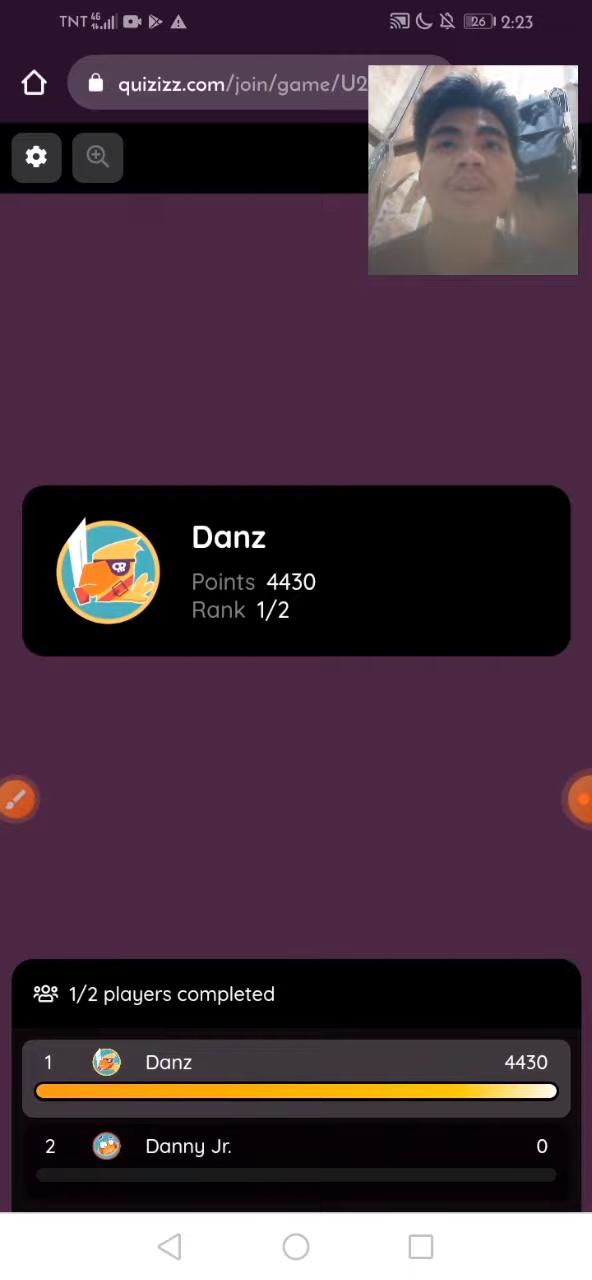 TNT 4G 26 2:23
quizizz.com/join/game/U2
Danz
Points 4430
Rank 1/2
1/2 players completed
1 Danz 4430
2 Danny Jr. 0